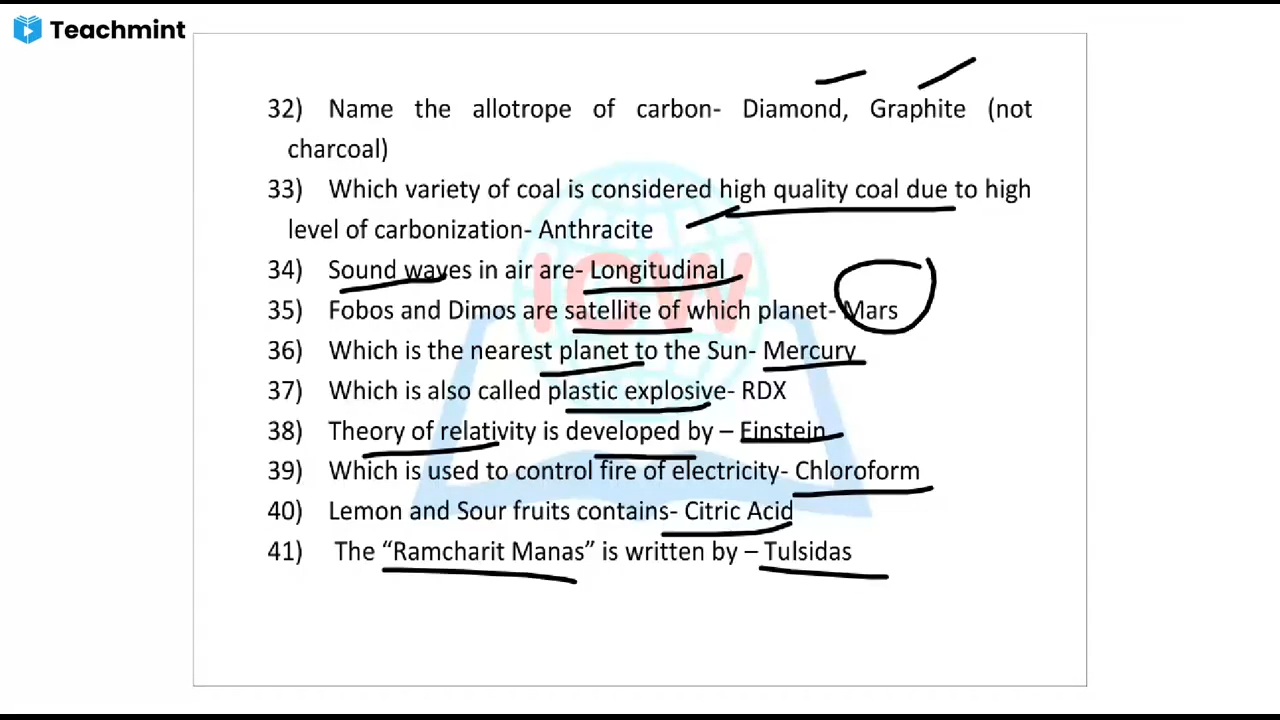 Teachmint
32) Name the allotrope of carbon- Diamond, Graphite (not
charcoal)
33) Which variety of coal is considered high quality coal due to high
level of carbonization- Anthracite
34) Sound waves in air are- Longitudinal
35) Fobos and Dimos are satellite of which planet- Mars
36) Which is the nearest planet to the Sun- Mercury
37) Which is also called plastic explosive- RDX
38) Theory of relativity is developed by – Einstein
39) Which is used to control fire of electricity- Chloroform
40) Lemon and Sour fruits contains- Citric Acid
41) The “Ramcharit Manas” is written by – Tulsidas
ICW